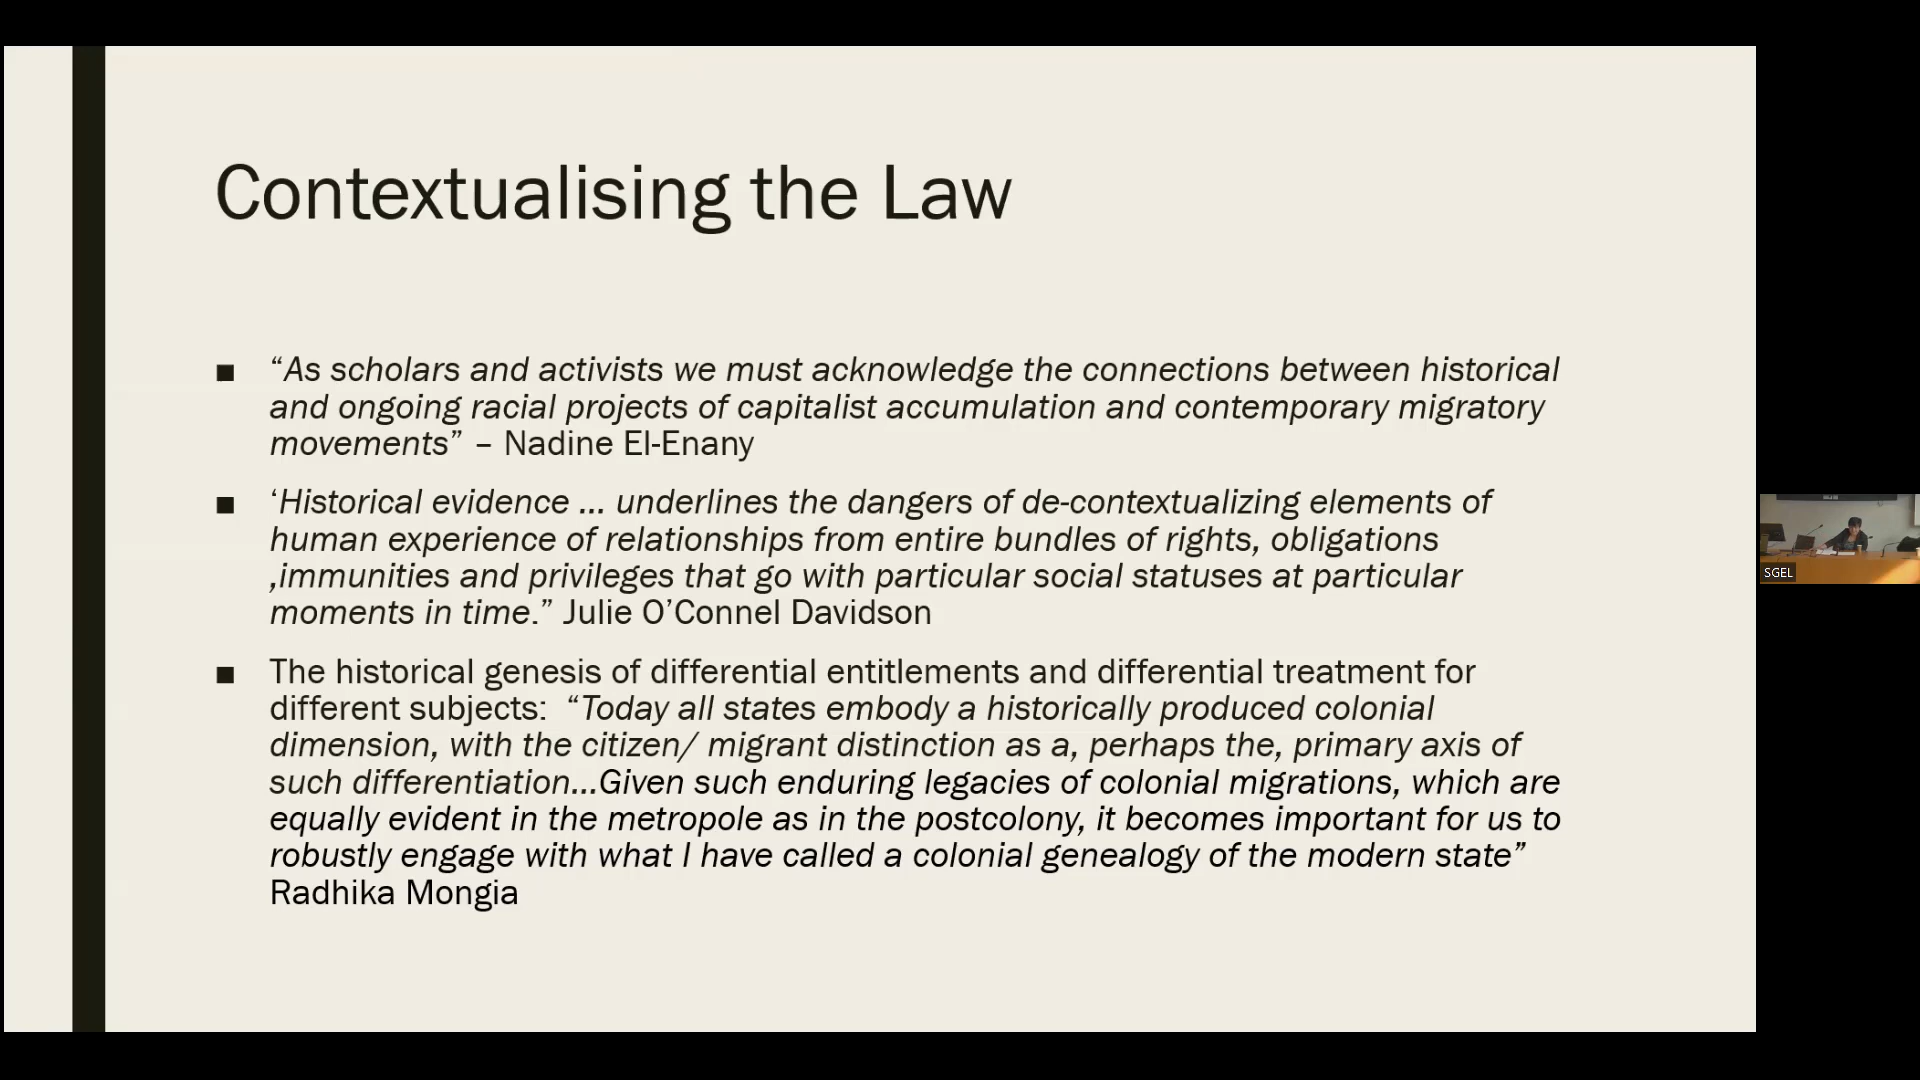 Contextualising the Law
■ “As scholars and activists we must acknowledge the connections between historical
and ongoing racial projects of capitalist accumulation and contemporary migratory
movements” – Nadine El-Enany
■ ‘Historical evidence ... underlines the dangers of de-contextualizing elements of
human experience of relationships from entire bundles of rights, obligations
,immunities and privileges that go with particular social statuses at particular
moments in time.” Julie O’Connel Davidson
■ The historical genesis of differential entitlements and differential treatment for
different subjects: “Today all states embody a historically produced colonial
dimension, with the citizen/ migrant distinction as a, perhaps the, primary axis of
such differentiation...Given such enduring legacies of colonial migrations, which are
equally evident in the metropole as in the postcolony, it becomes important for us to
robustly engage with what I have called a colonial genealogy of the modern state”
Radhika Mongia
SGEL